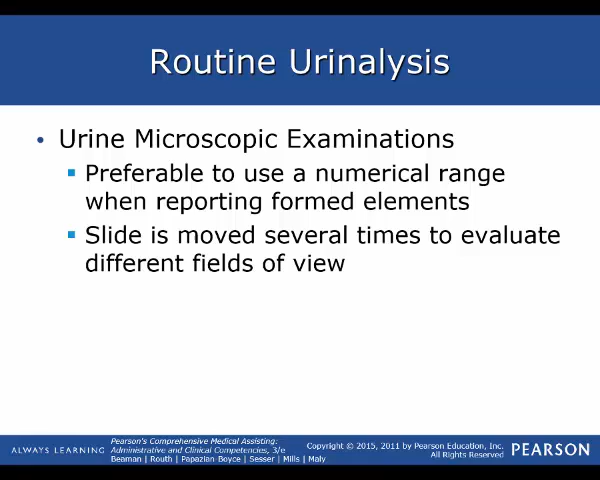 Routine Urinalysis
• Urine Microscopic Examinations
▪ Preferable to use a numerical range
when reporting formed elements
▪ Slide is moved several times to evaluate
different fields of view
ALWAYS LEARNING
Pearson's Comprehensive Medical Assisting:
Administrative and Clinical Competencies, 3/e
Beaman | Routh | Papazian Boyce | Sesser | Mills | Maly
Copyright © 2015, 2011 by Pearson Education, Inc.
All Rights Reserved
PEARSON